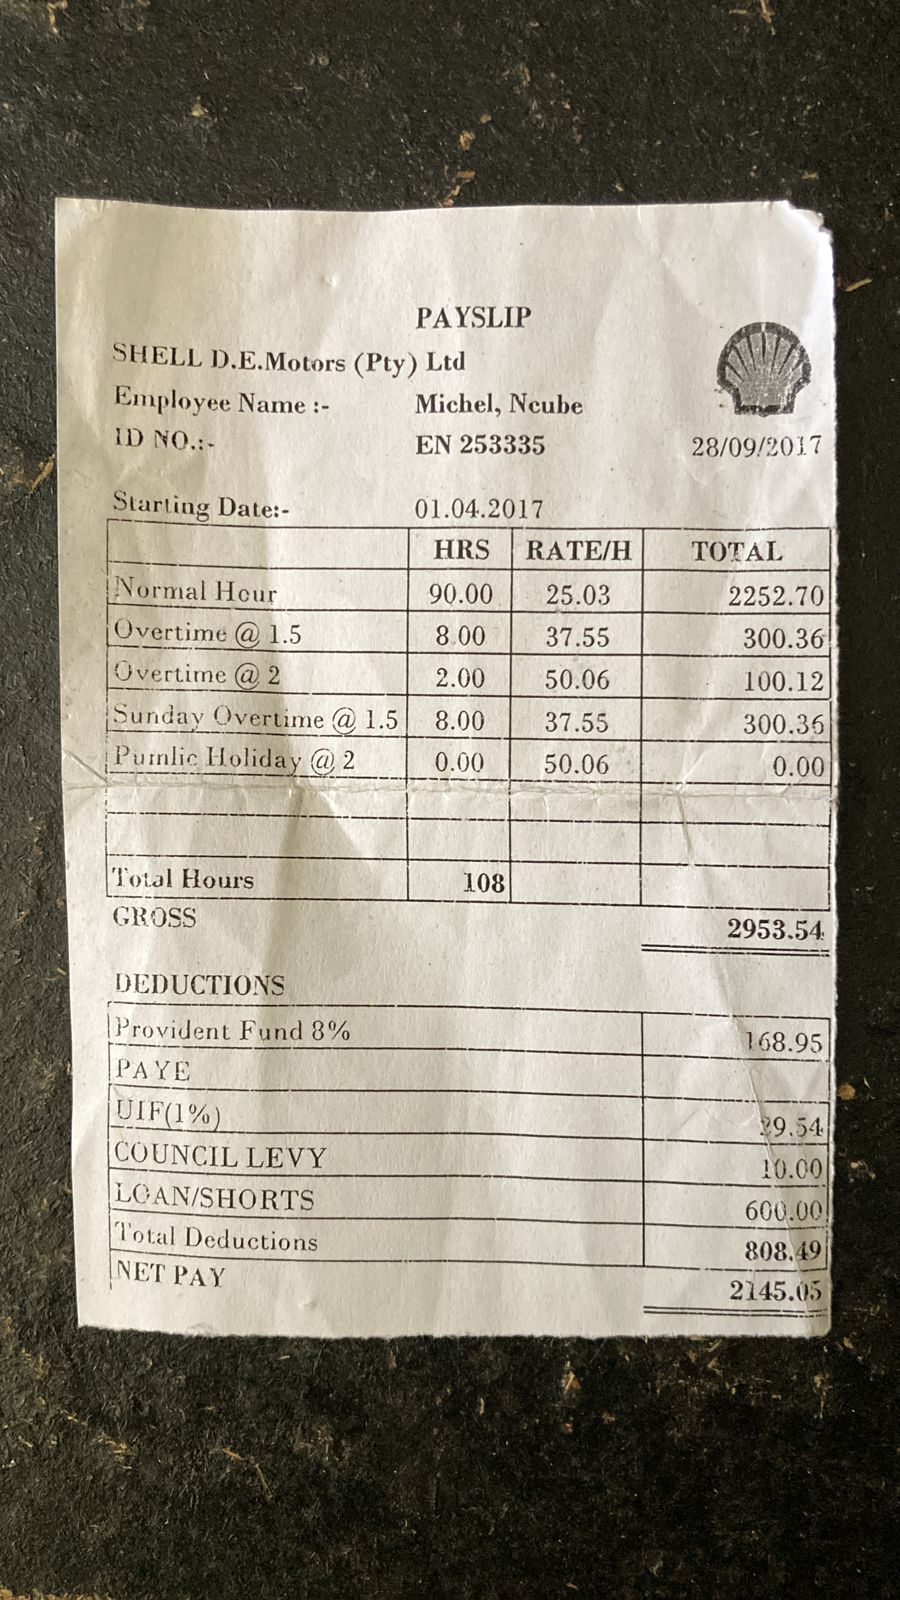 PAYSLIP
SHELL D.E.Motors (Pty) Ltd
Employee Name :- Michel, Ncube
ID NO.:- EN 253335 28/09/2017
Starting Date:- 01.04.2017
HRS RATE/H TOTAL
Normal Hour 90.00 25.03 2252.70
Overtime @ 1.5 8.00 37.55 300.36
Overtime @ 2 2.00 50.06 100.12
Sunday Overtime @ 1.5 8.00 37.55 300.36
Purnlic Holiday @ 2 0.00 50.06 0.00
Total Hours 108
GROSS 2953.54
DEDUCTIONS
Provident Fund 8% 168.95
PAYE
UIF(1%) 29.54
COUNCIL LEVY 10.00
LOAN/SHORTS 600.00
Total Deductions 808.49
NET PAY 2145.05